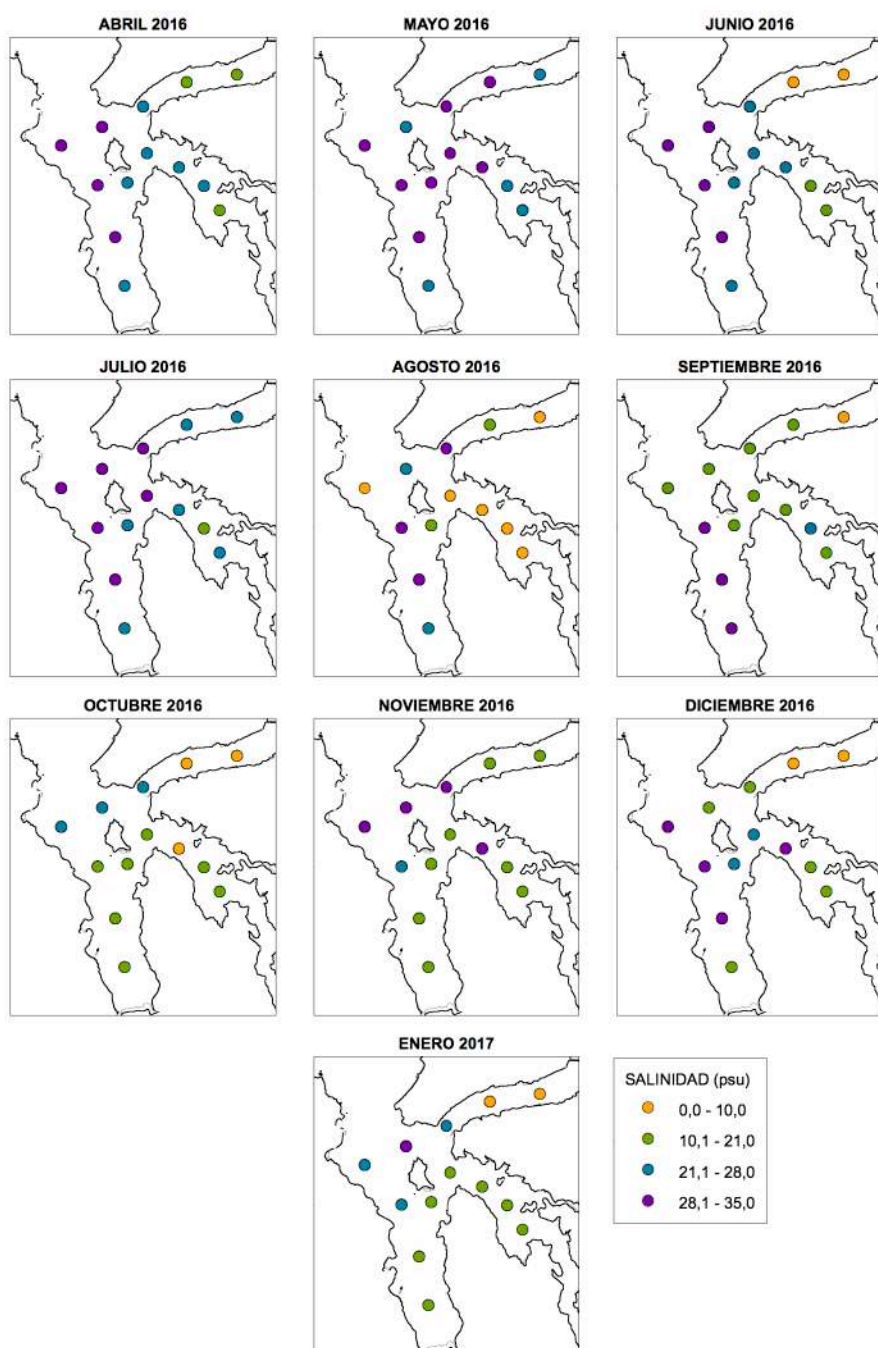 ABRIL 2016
MAYO 2016
JUNIO 2016
JULIO 2016
AGOSTO 2016
SEPTIEMBRE 2016
OCTUBRE 2016
NOVIEMBRE 2016
DICIEMBRE 2016
ENERO 2017
SALINIDAD (psu)
0,0 - 10,0
10,1 - 21,0
21,1 - 28,0
28,1 - 35,0